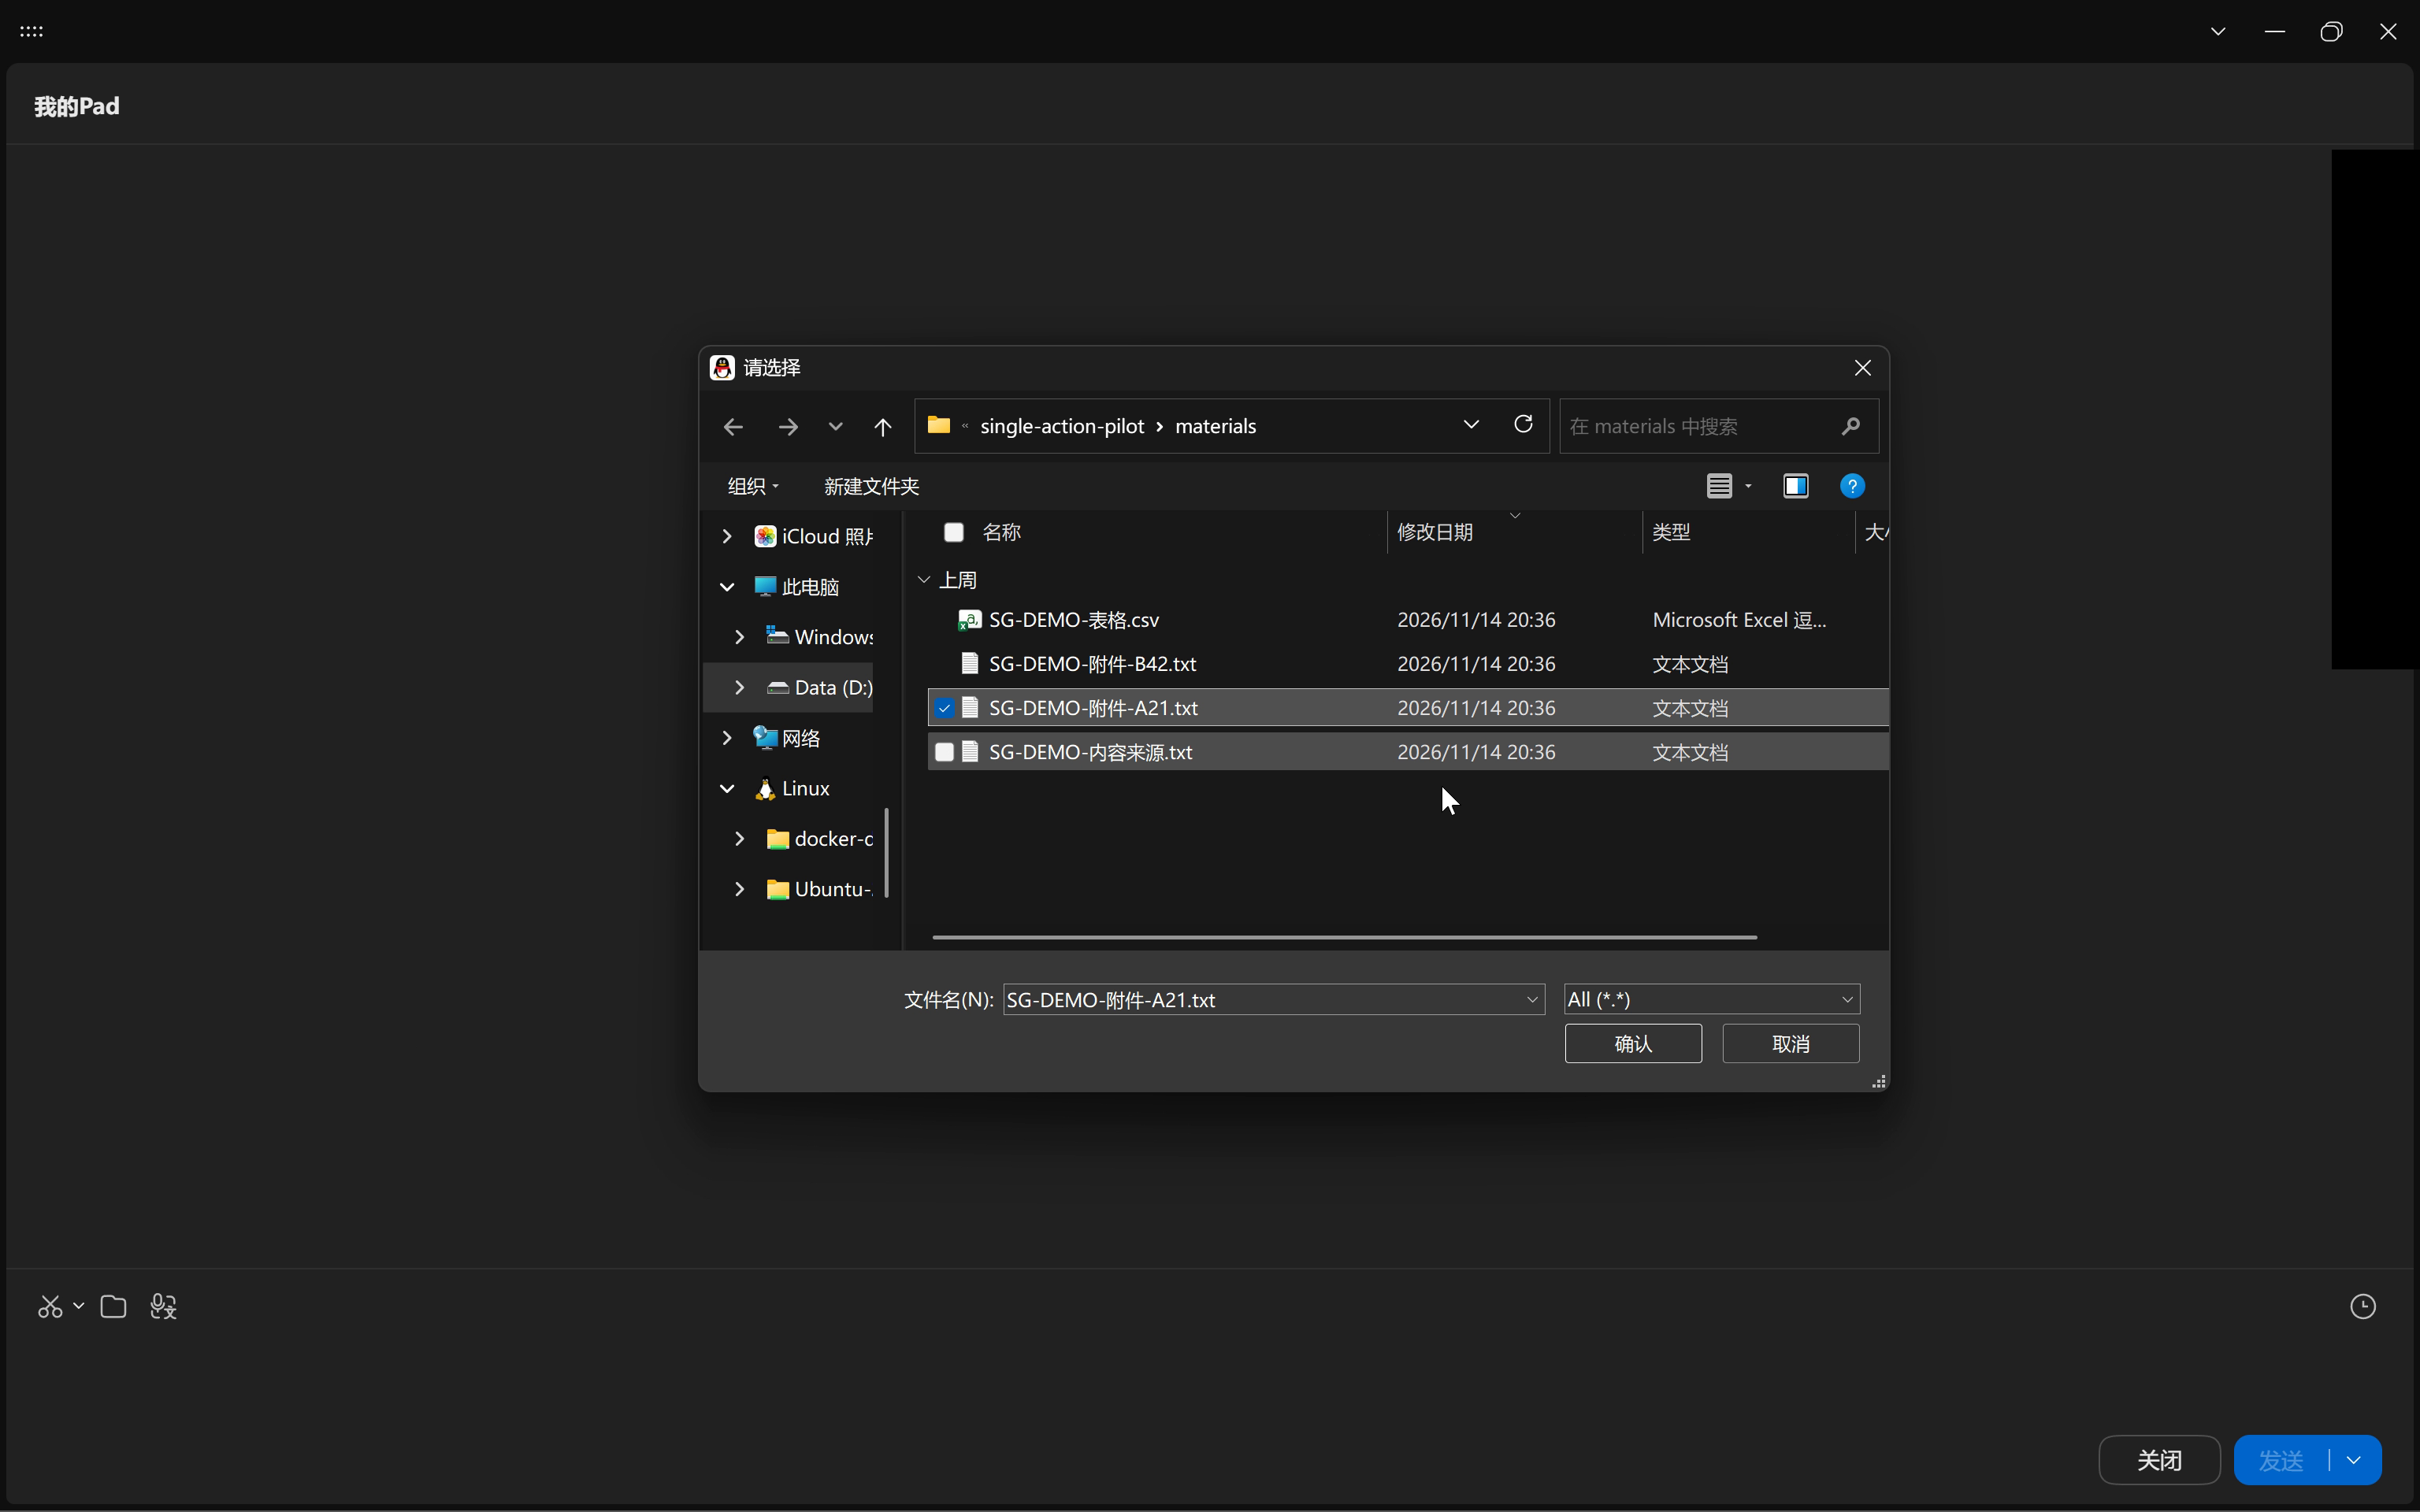 我的Pad
请选择
« single-action-pilot › materials
在 materials 中搜索
组织 新建文件夹
iCloud 照片
此电脑
Windows
Data (D:)
网络
Linux
docker-d
Ubuntu-
名称 修改日期 类型 大小
上周
SG-DEMO-表格.csv 2026/11/14 20:36 Microsoft Excel 逗...
SG-DEMO-附件-B42.txt 2026/11/14 20:36 文本文档
SG-DEMO-附件-A21.txt 2026/11/14 20:36 文本文档
SG-DEMO-内容来源.txt 2026/11/14 20:36 文本文档
文件名(N): SG-DEMO-附件-A21.txt All (*.*)
确认 取消
关闭 发送